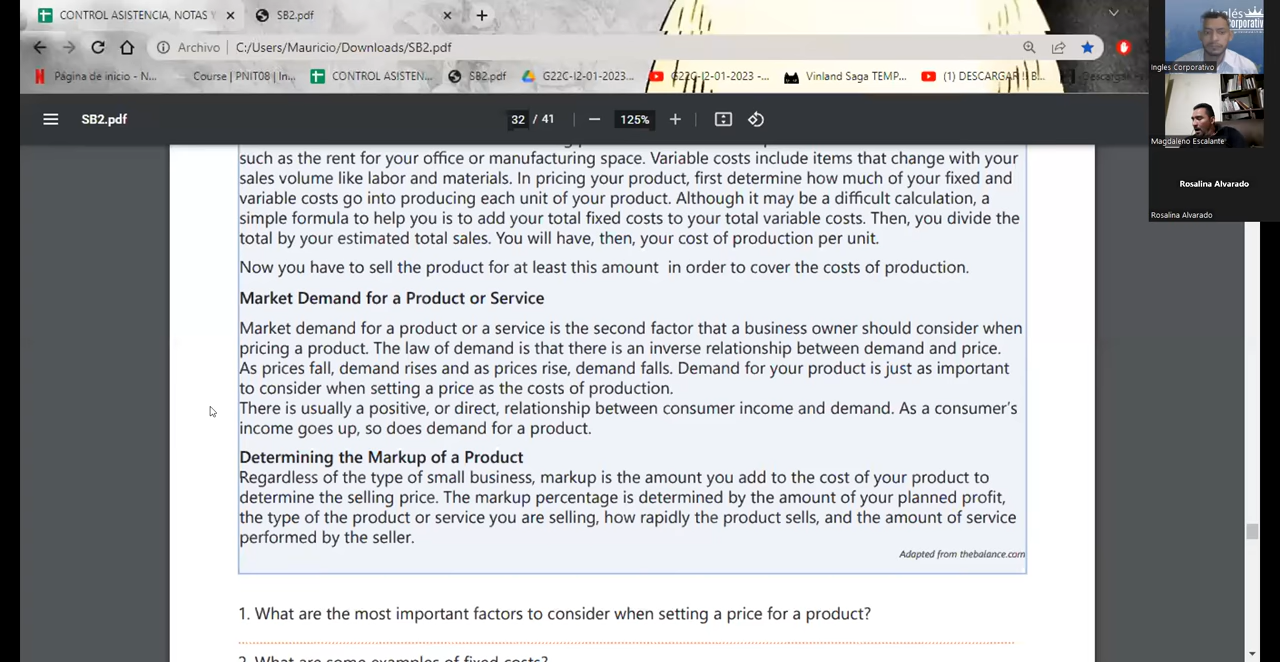 CONTROL ASISTENCIA, NOTAS Y
SB2.pdf
Archivo
C:/Users/Mauricio/Downloads/SB2.pdf
Página de inicio - N...
Course | PNIT08 | In...
CONTROL ASISTEN...
SB2.pdf
G22C-I2-01-2023...
G22C-I2-01-2023 -...
Vinland Saga TEMP...
(1) DESCARGAR
SB2.pdf
32 / 41
125%
Ingles Corporativo
Magdaleno Escalante
Rosalina Alvarado
Rosalina Alvarado
such as the rent for your office or manufacturing space. Variable costs include items that change with your
sales volume like labor and materials. In pricing your product, first determine how much of your fixed and
variable costs go into producing each unit of your product. Although it may be a difficult calculation, a
simple formula to help you is to add your total fixed costs to your total variable costs. Then, you divide the
total by your estimated total sales. You will have, then, your cost of production per unit.
Now you have to sell the product for at least this amount in order to cover the costs of production.
Market Demand for a Product or Service
Market demand for a product or a service is the second factor that a business owner should consider when
pricing a product. The law of demand is that there is an inverse relationship between demand and price.
As prices fall, demand rises and as prices rise, demand falls. Demand for your product is just as important
to consider when setting a price as the costs of production.
There is usually a positive, or direct, relationship between consumer income and demand. As a consumer's
income goes up, so does demand for a product.
Determining the Markup of a Product
Regardless of the type of small business, markup is the amount you add to the cost of your product to
determine the selling price. The markup percentage is determined by the amount of your planned profit,
the type of the product or service you are selling, how rapidly the product sells, and the amount of service
performed by the seller.
Adapted from thebalance.com
1. What are the most important factors to consider when setting a price for a product?
2. What are some examples of fixed costs?